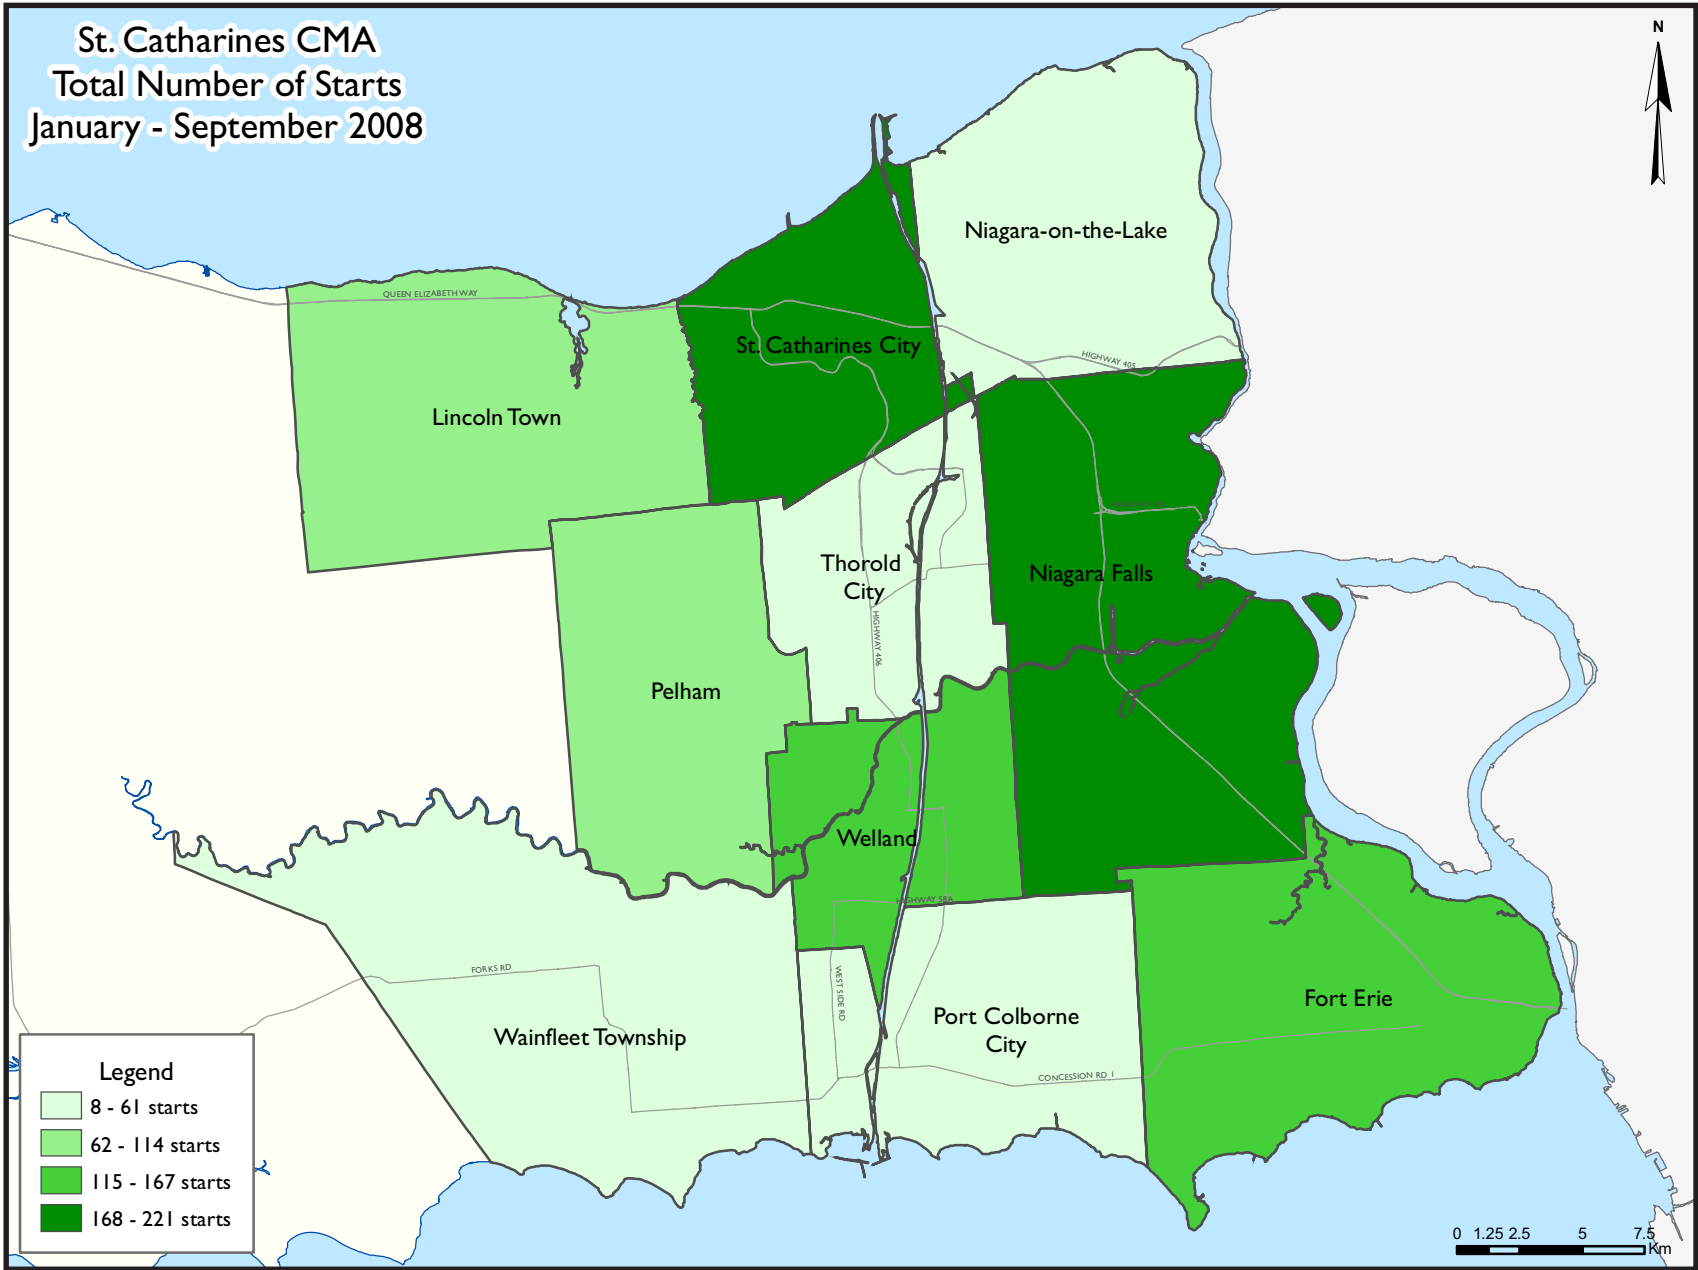 St. Catharines CMA
Total Number of Starts
January - September 2008
N
Niagara-on-the-Lake
QUEEN ELIZABETH WAY
St. Catharines City
HIGHWAY 405
Lincoln Town
Thorold
City
Niagara Falls
HIGHWAY 406
Pelham
Welland
HIGHWAY 58A
FORKS RD
WEST SIDE RD
Fort Erie
Port Colborne
City
Wainfleet Township
CONCESSION RD 1
Legend
8 - 61 starts
62 - 114 starts
115 - 167 starts
168 - 221 starts
0 1.25 2.5 5 7.5
Km